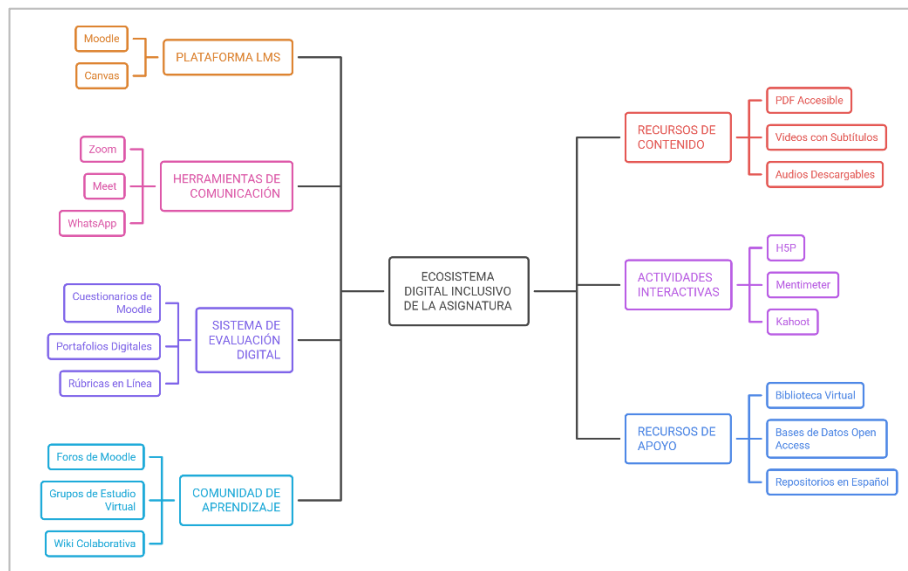 Moodle
Canvas
PLATAFORMA LMS
Zoom
Meet
WhatsApp
HERRAMIENTAS DE
COMUNICACIÓN
Cuestionarios de
Moodle
Portafolios Digitales
Rúbricas en Línea
SISTEMA DE
EVALUACIÓN
DIGITAL
Foros de Moodle
Grupos de Estudio
Virtual
Wiki Colaborativa
COMUNIDAD DE
APRENDIZAJE
ECOSISTEMA
DIGITAL INCLUSIVO
DE LA ASIGNATURA
RECURSOS DE
CONTENIDO
PDF Accesible
Videos con Subtítulos
Audios Descargables
ACTIVIDADES
INTERACTIVAS
H5P
Mentimeter
Kahoot
RECURSOS DE
APOYO
Biblioteca Virtual
Bases de Datos Open
Access
Repositorios en Español